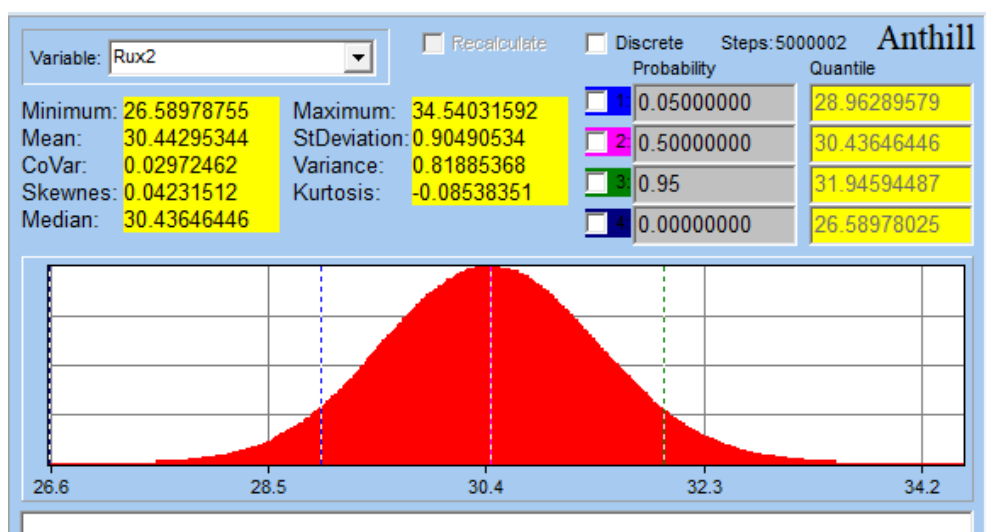 Anthill
Variable: Rux2
Recalculate
Discrete Steps:5000002
Probability Quantile
Minimum: 26.58978755 Maximum: 34.54031592
Mean: 30.44295344 StDeviation: 0.90490534
CoVar: 0.02972462 Variance: 0.81885368
Skewnes: 0.04231512 Kurtosis: -0.08538351
Median: 30.43646446
1: 0.05000000 28.96289579
2: 0.50000000 30.43646446
3: 0.95 31.94594487
4: 0.00000000 26.58978025
26.6 28.5 30.4 32.3 34.2